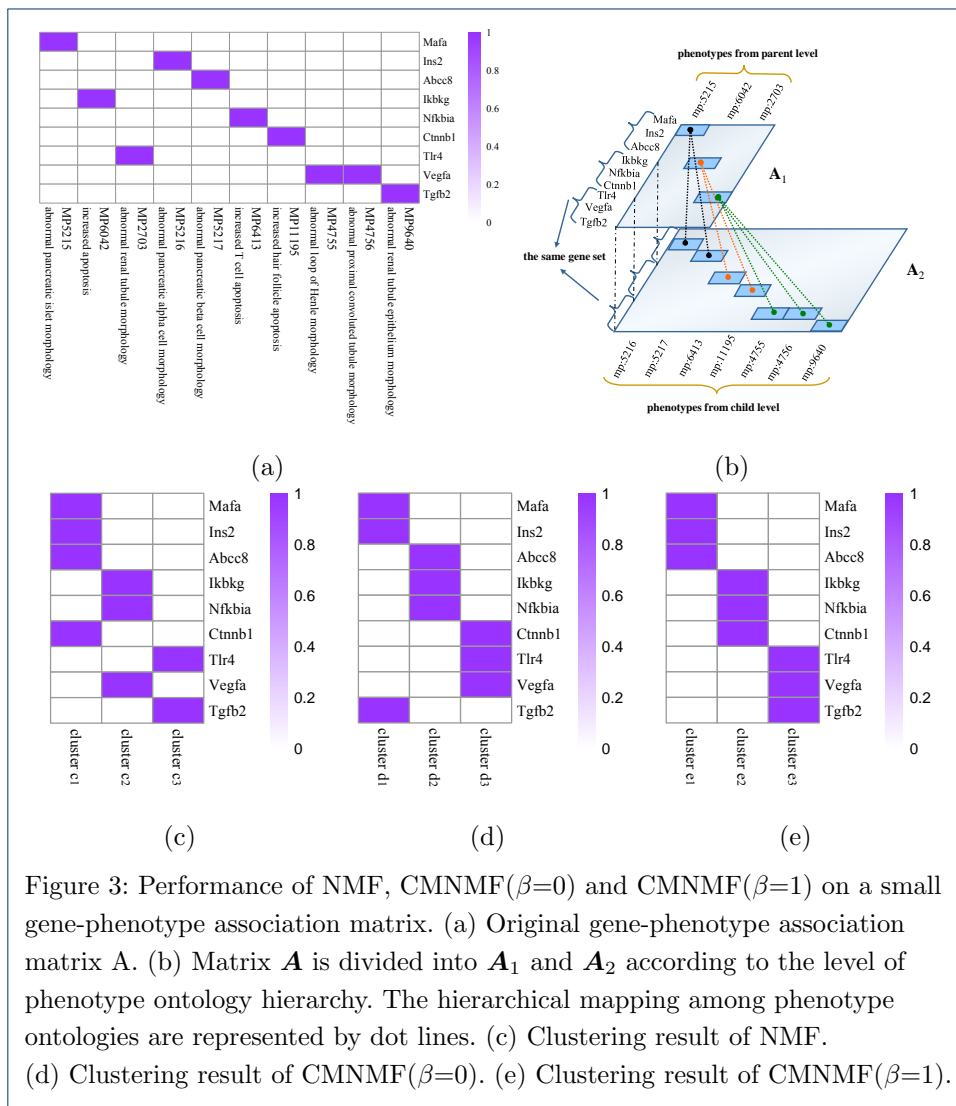 1
0.8
0.6
0.4
0.2
0
Mafa
Ins2
Abcc8
Ikbkg
Nfkbia
Ctnnb1
Tlr4
Vegfa
Tgfb2
MP5215
abnormal pancreatic islet morphology
MP6042
increased apoptosis
MP2703
abnormal renal tubule morphology
MP5216
abnormal pancreatic alpha cell morphology
MP5217
abnormal pancreatic beta cell morphology
MP6413
increased T cell apoptosis
MP11195
increased hair follicle apoptosis
MP4755
abnormal loop of Henle morphology
MP4756
abnormal proximal convoluted tubule morphology
MP9640
abnormal renal tubule epithelium morphology
(a)
phenotypes from parent level
mp:5215
mp:6042
mp:2703
Mafa
Ins2
Abcc8
Ikbkg
Nfkbia
Ctnnb1
Tlr4
Vegfa
Tgfb2
A1
the same gene set
A2
mp:5216
mp:5217
mp:6413
mp:11195
mp:4755
mp:4756
mp:9640
phenotypes from child level
(b)
Mafa
Ins2
Abcc8
Ikbkg
Nfkbia
Ctnnb1
Tlr4
Vegfa
Tgfb2
cluster c1
cluster c2
cluster c3
1
0.8
0.6
0.4
0.2
0
(c)
Mafa
Ins2
Abcc8
Ikbkg
Nfkbia
Ctnnb1
Tlr4
Vegfa
Tgfb2
cluster d1
cluster d2
cluster d3
1
0.8
0.6
0.4
0.2
0
(d)
Mafa
Ins2
Abcc8
Ikbkg
Nfkbia
Ctnnb1
Tlr4
Vegfa
Tgfb2
cluster e1
cluster e2
cluster e3
1
0.8
0.6
0.4
0.2
0
(e)
Figure 3: Performance of NMF, CMNMF(β=0) and CMNMF(β=1) on a small
gene-phenotype association matrix. (a) Original gene-phenotype association
matrix A. (b) Matrix A is divided into A1 and A2 according to the level of
phenotype ontology hierarchy. The hierarchical mapping among phenotype
ontologies are represented by dot lines. (c) Clustering result of NMF.
(d) Clustering result of CMNMF(β=0). (e) Clustering result of CMNMF(β=1).